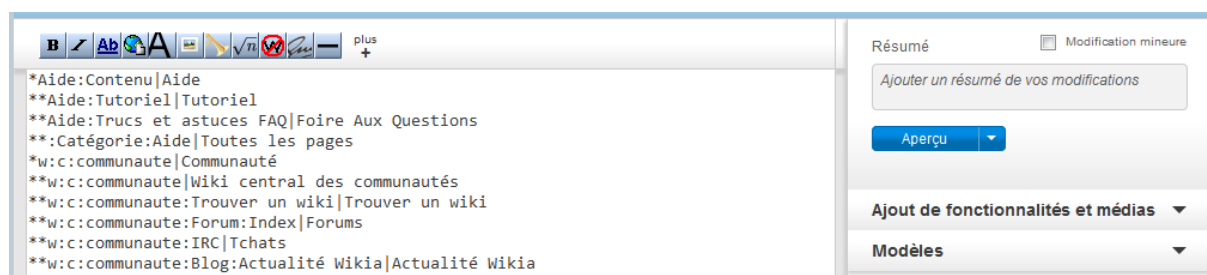 B I Ab A √n W plus
+
*Aide:Contenu|Aide
**Aide:Tutoriel|Tutoriel
**Aide:Trucs et astuces FAQ|Foire Aux Questions
**:Catégorie:Aide|Toutes les pages
*w:c:communaute|Communauté
**w:c:communaute|Wiki central des communautés
**w:c:communaute:Trouver un wiki|Trouver un wiki
**w:c:communaute:Forum:Index|Forums
**w:c:communaute:IRC|Tchats
**w:c:communaute:Blog:Actualité Wikia|Actualité Wikia
Résumé
Modification mineure
Ajouter un résumé de vos modifications
Aperçu
Ajout de fonctionnalités et médias
Modèles